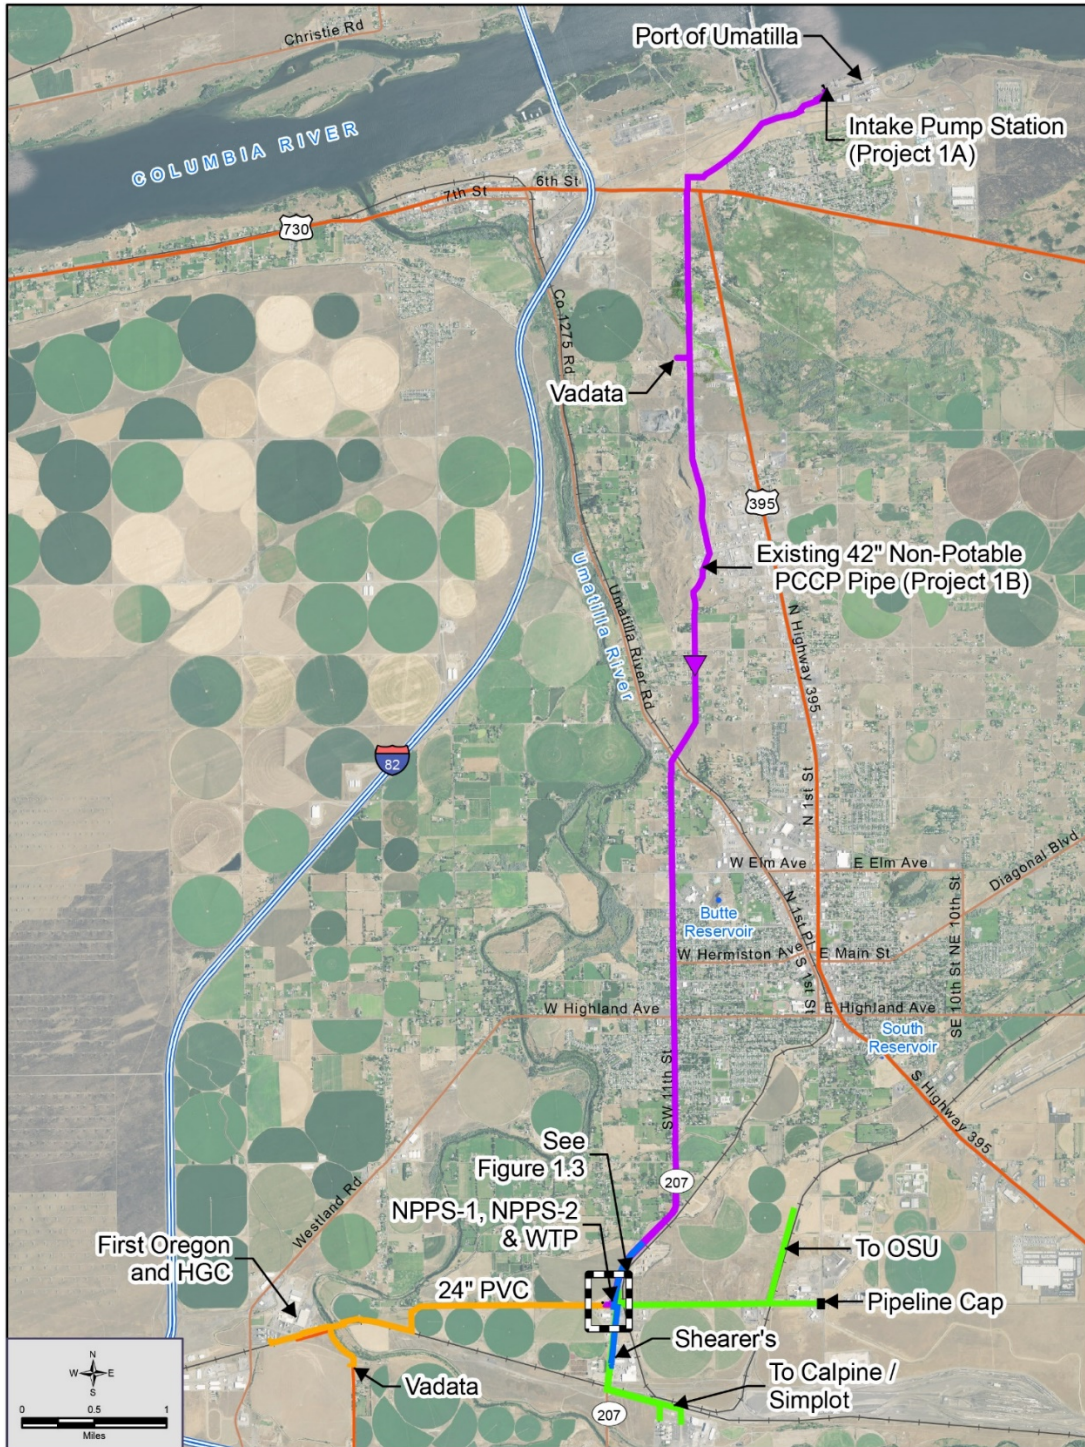 Christie Rd
Port of Umatilla
Intake Pump Station
(Project 1A)
COLUMBIA RIVER
6th St
7th St
730
Co 1275 Rd
Vadata
395
Existing 42" Non-Potable
PCCP Pipe (Project 1B)
Umatilla River
Umatilla River Rd
N Highway 395
82
N 1st St
W Elm Ave
E Elm Ave
Diagonal Blvd
Butte
Reservoir
N 1st Pl
NE 10th St
W Hermiston Ave
E Main St
S 1st St
W Highland Ave
E Highland Ave
SE 10th St
South
Reservoir
S Highway 395
SW 11th St
See
Figure 1.3
207
Westland Rd
NPPS-1, NPPS-2
& WTP
First Oregon
and HGC
To OSU
24" PVC
Pipeline Cap
Shearer's
Vadata
To Calpine /
Simplot
207
N
W E
S
0 0.5 1
Miles